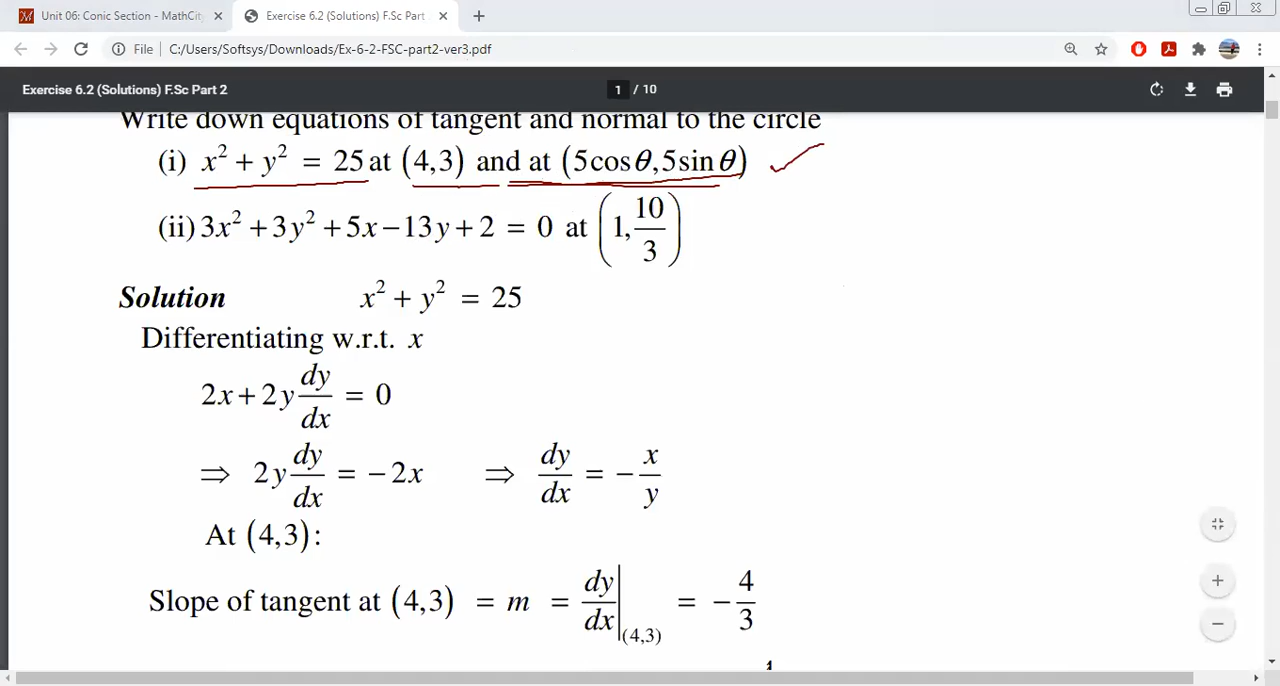 Unit 06: Conic Section - MathCity
Exercise 6.2 (Solutions) F.Sc Part
File | C:/Users/Softsys/Downloads/Ex-6-2-FSC-part2-ver3.pdf
Exercise 6.2 (Solutions) F.Sc Part 2
1 / 10
Write down equations of tangent and normal to the circle
(i) x² + y² = 25 at (4,3) and at (5cosθ,5sinθ)
(ii) 3x² + 3y² + 5x − 13y + 2 = 0 at (1, 10/3)
Solution x² + y² = 25
Differentiating w.r.t. x
2x + 2y dy/dx = 0
⇒ 2y dy/dx = −2x ⇒ dy/dx = − x/y
At (4,3):
Slope of tangent at (4,3) = m = dy/dx |(4,3) = − 4/3